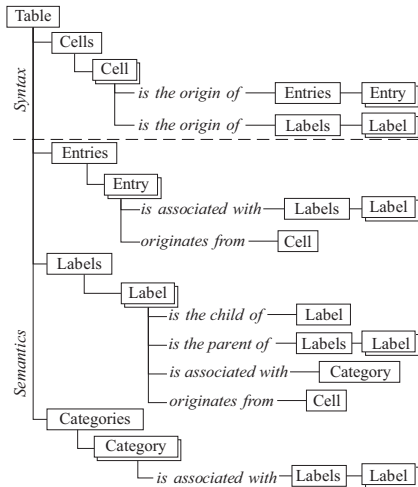 Table
Cells
Cell
is the origin of Entries Entry
is the origin of Labels Label
Syntax
Entries
Entry
is associated with Labels Label
originates from Cell
Labels
Label
is the child of Label
is the parent of Labels Label
is associated with Category
originates from Cell
Semantics
Categories
Category
is associated with Labels Label